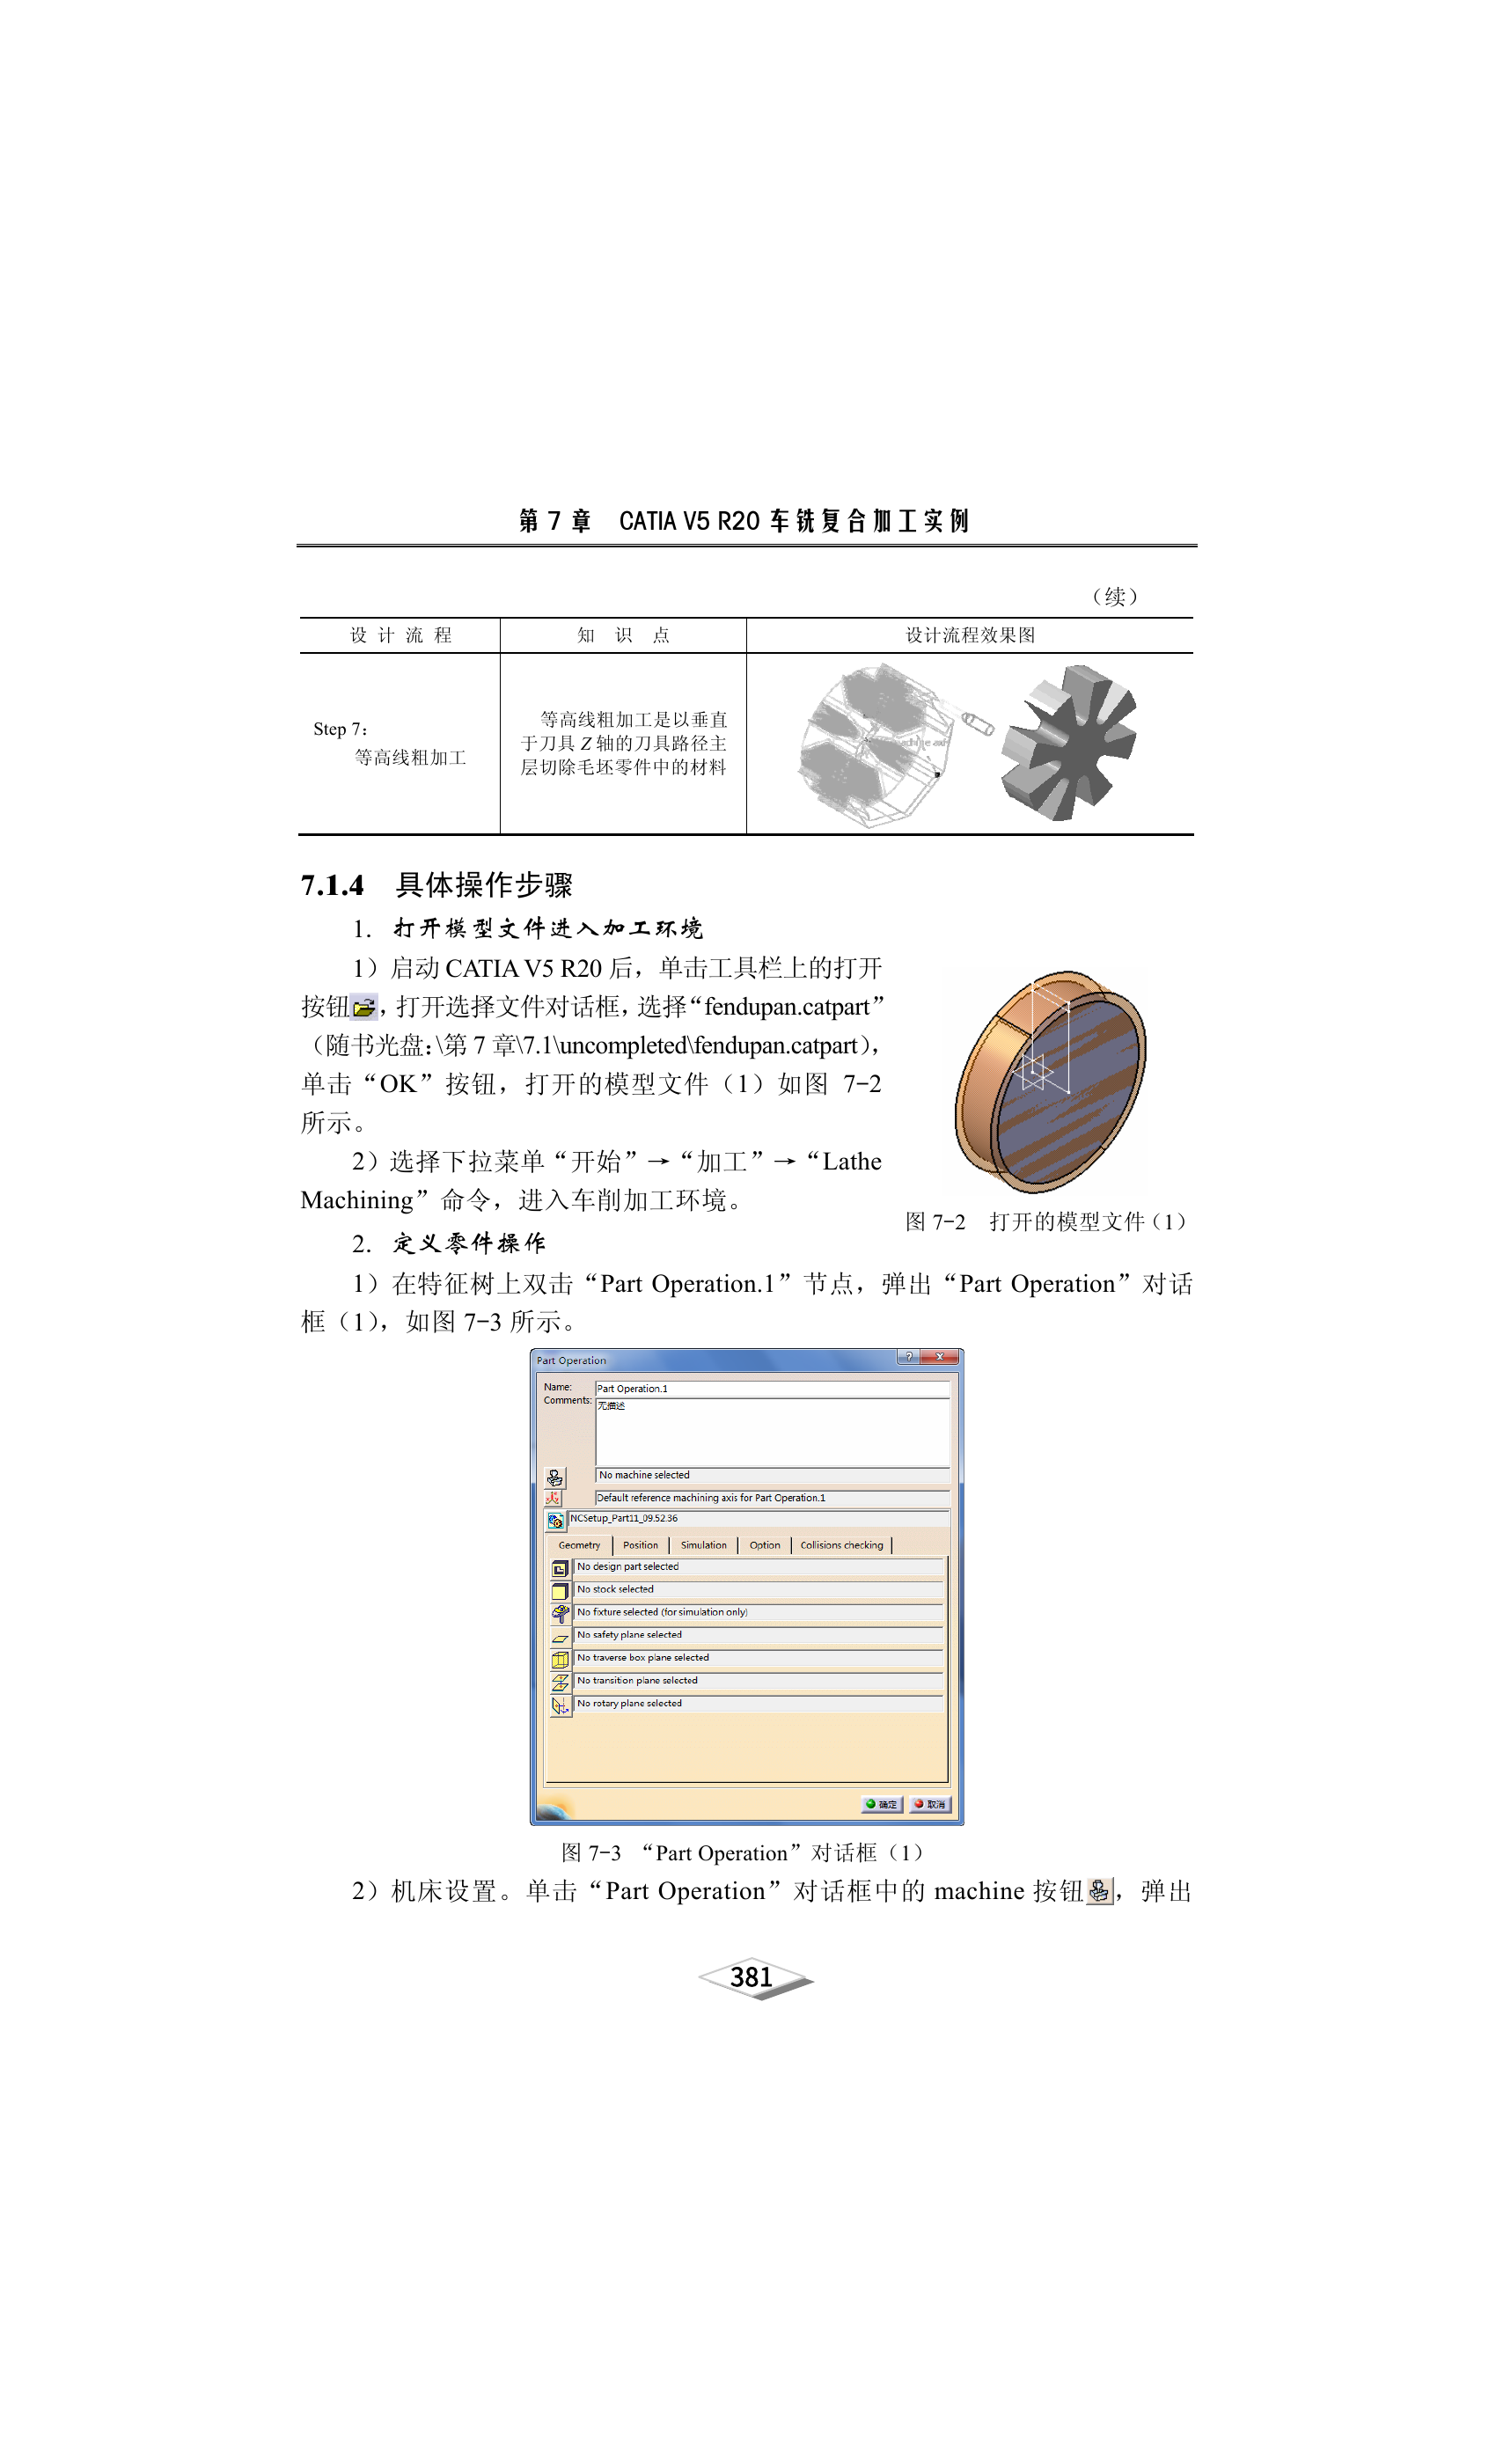 第 7 章 CATIA V5 R20 车铣复合加工实例
（续）
设 计 流 程 知 识 点 设计流程效果图
Step 7：
等高线粗加工
等高线粗加工是以垂直
于刀具 Z 轴的刀具路径主
层切除毛坯零件中的材料
7.1.4 具体操作步骤
1. 打开模型文件进入加工环境
1）启动 CATIA V5 R20 后，单击工具栏上的打开
按钮，打开选择文件对话框，选择“fendupan.catpart”
（随书光盘：\第 7 章\7.1\uncompleted\fendupan.catpart），
单击“OK”按钮，打开的模型文件（1）如图 7-2
所示。
2）选择下拉菜单“开始”→“加工”→“Lathe
Machining”命令，进入车削加工环境。
图 7-2 打开的模型文件（1）
2. 定义零件操作
1）在特征树上双击“Part Operation.1”节点，弹出“Part Operation”对话
框（1），如图 7-3 所示。
Part Operation
Name: Part Operation.1
Comments: 无描述
No machine selected
Default reference machining axis for Part Operation.1
NCSetup_Part11_09.52.36
Geometry Position Simulation Option Collisions checking
No design part selected
No stock selected
No fixture selected (for simulation only)
No safety plane selected
No traverse box plane selected
No transition plane selected
No rotary plane selected
确定 取消
图 7-3 “Part Operation”对话框（1）
2）机床设置。单击“Part Operation”对话框中的 machine 按钮，弹出
381